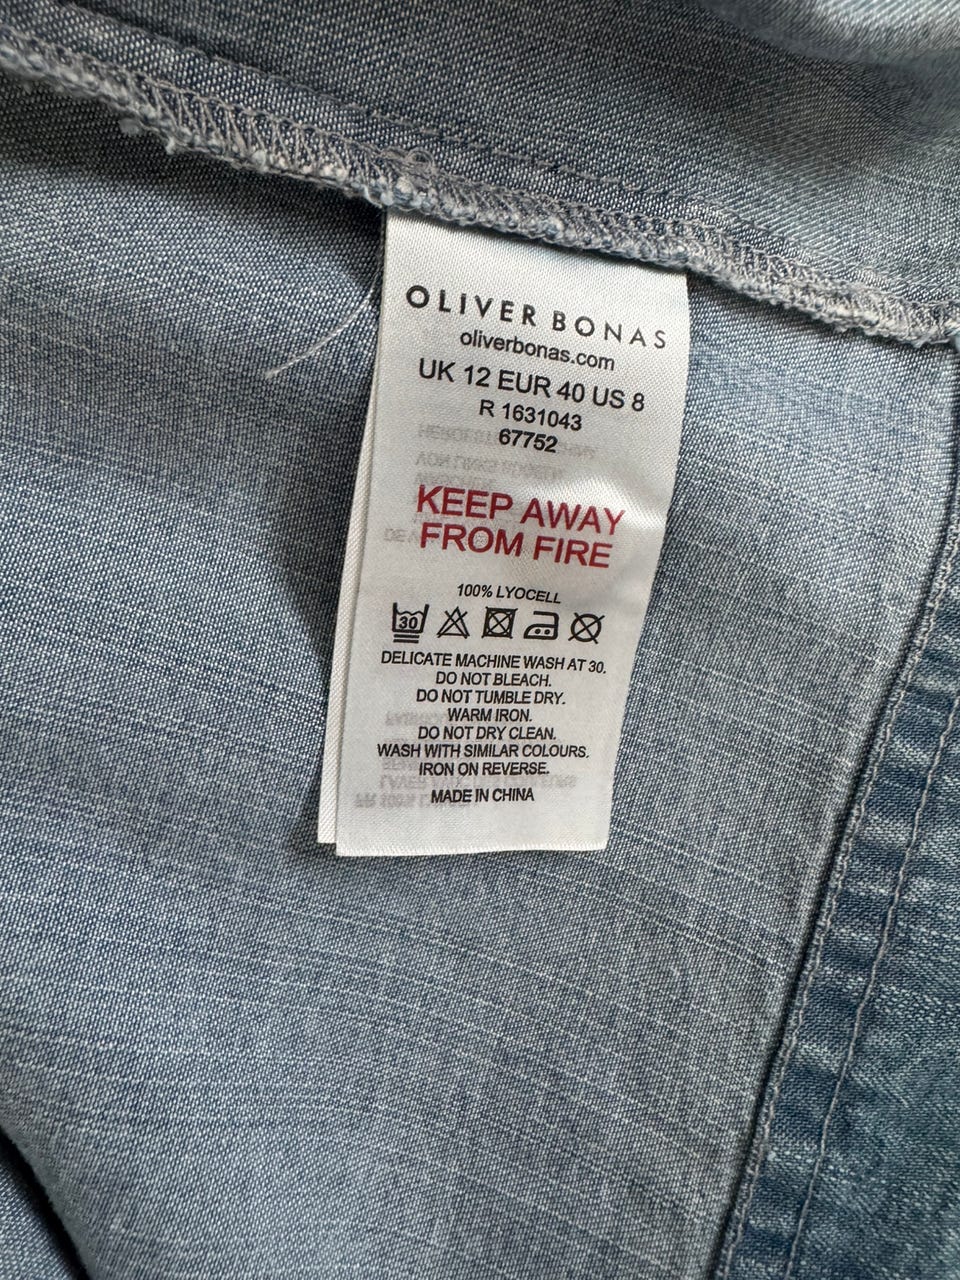 OLIVER BONAS
oliverbonas.com
UK 12 EUR 40 US 8
R 1631043
67752
KEEP AWAY
FROM FIRE
100% LYOCELL
30
DELICATE MACHINE WASH AT 30.
DO NOT BLEACH.
DO NOT TUMBLE DRY.
WARM IRON.
DO NOT DRY CLEAN.
WASH WITH SIMILAR COLOURS.
IRON ON REVERSE.
MADE IN CHINA